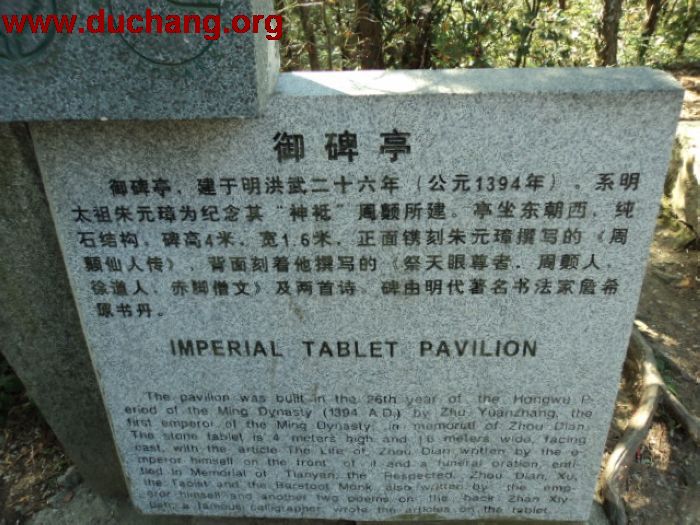 www.duchang.org
御碑亭
御碑亭，建于明洪武二十六年（公元1394年）。系明
太祖朱元璋为纪念其“神祇”周颠所建。亭坐东朝西，纯
石结构，碑高4米，宽1.6米，正面镌刻朱元璋撰写的《周
颠仙人传》，背面刻着他撰写的《祭天眼尊者、周颠人、
徐道人、赤脚僧文》及两首诗。碑由明代著名书法家詹希
原书丹。
IMPERIAL TABLET PAVILION
The pavilion was built in the 26th year of the Hongwu P-
eriod of the Ming Dynasty (1394 A.D.) by Zhu Yuanzhang, the
first emperor of the Ming Dynasty in memorutl of Zhou Dian.
The stone tablet is 4 meters high and 1.6 meters wide, facing
east, with the article The Life of Zhou Dian written by the e-
mperor himself on the front of it and a funeral oration, enti-
tled In Memorial of Tianyan, the Respected, Zhou Dian, Xu,
the Taoist and the Barefoot Monk, also written by the emp-
eror himself and another two poems on the back. Zhan Xiy-
uan, a famous caligrapher, wrote the articles on the tablet.